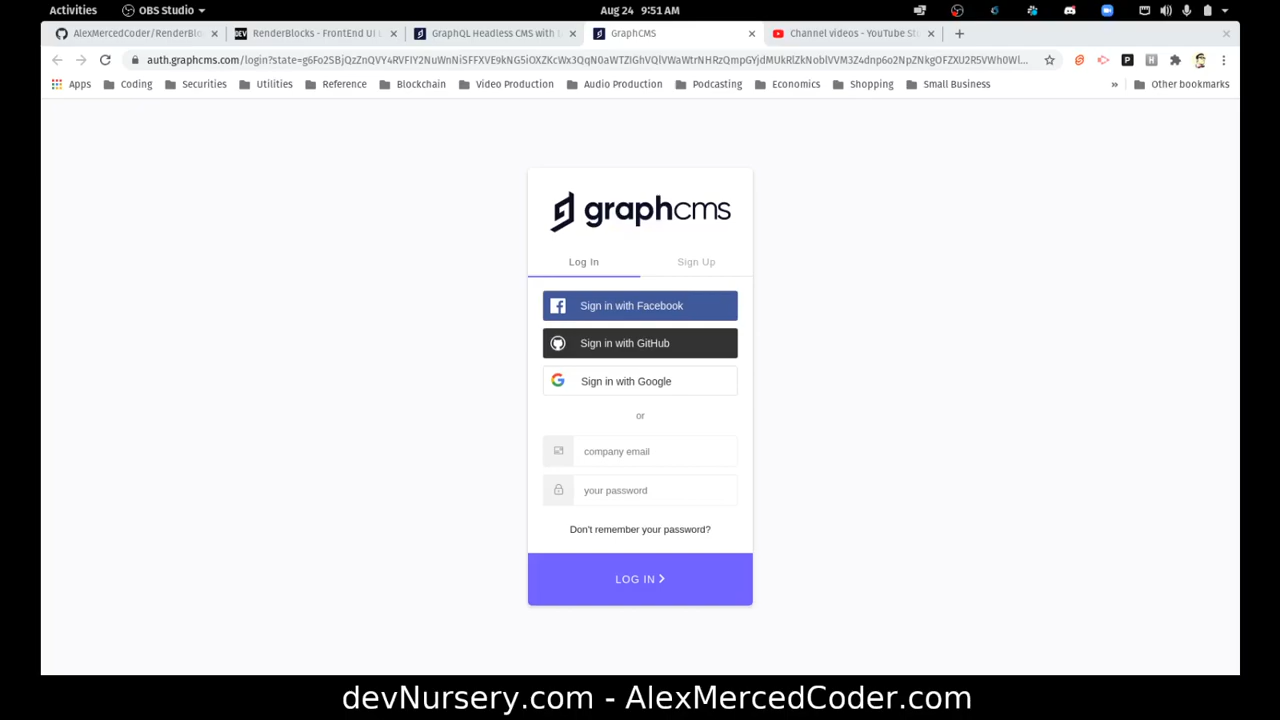 Activities OBS Studio Aug 24 9:51 AM
AlexMercedCoder/RenderBlo DEV RenderBlocks - FrontEnd UI L GraphQL Headless CMS with GraphCMS Channel videos - YouTube Stu
auth.graphcms.com/login?state=
Apps Coding Securities Utilities Reference Blockchain Video Production Audio Production Podcasting Economics Shopping Small Business » Other bookmarks
graphcms
Log In Sign Up
Sign in with Facebook
Sign in with GitHub
Sign in with Google
or
company email
your password
Don't remember your password?
LOG IN
devNursery.com - AlexMercedCoder.com